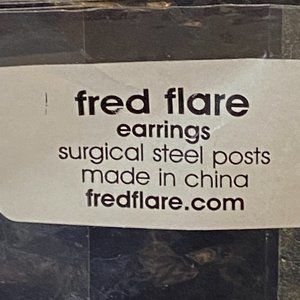 fred flare
earrings
surgical steel posts
made in china
fredflare.com